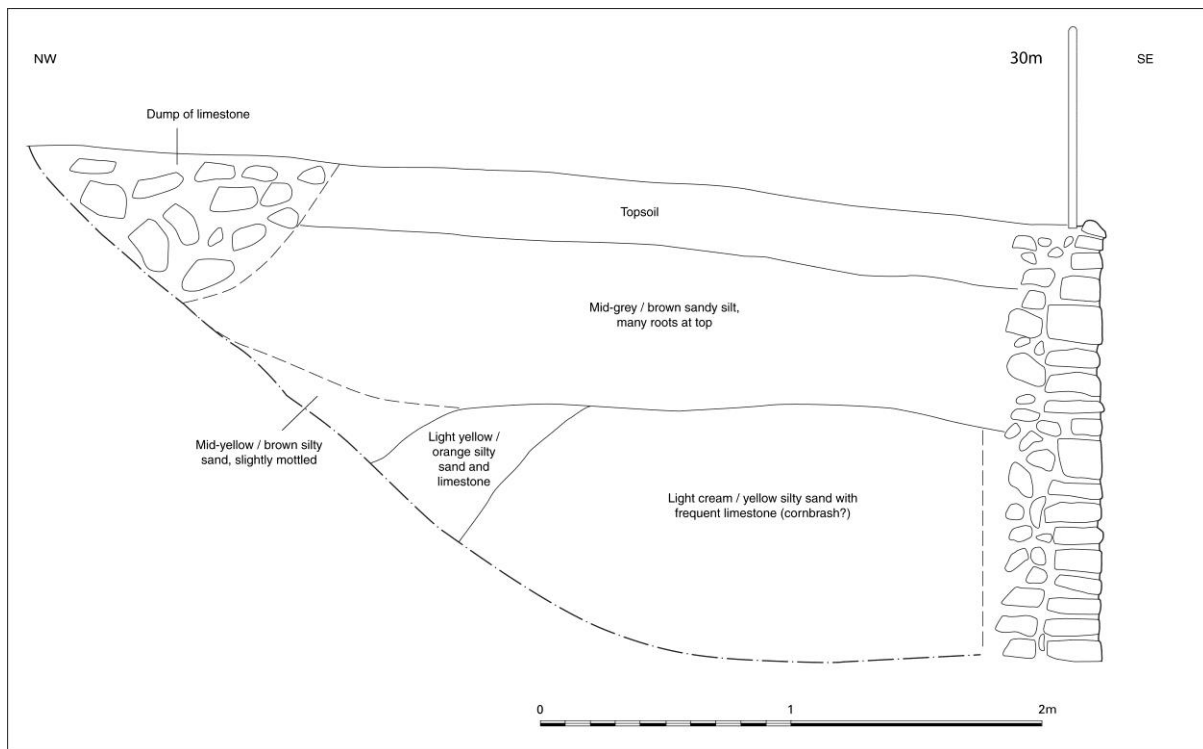 NW
30m
SE
Dump of limestone
Topsoil
Mid-grey / brown sandy silt,
many roots at top
Mid-yellow / brown silty
sand, slightly mottled
Light yellow /
orange silty
sand and
limestone
Light cream / yellow silty sand with
frequent limestone (cornbrash?)
0
1
2m